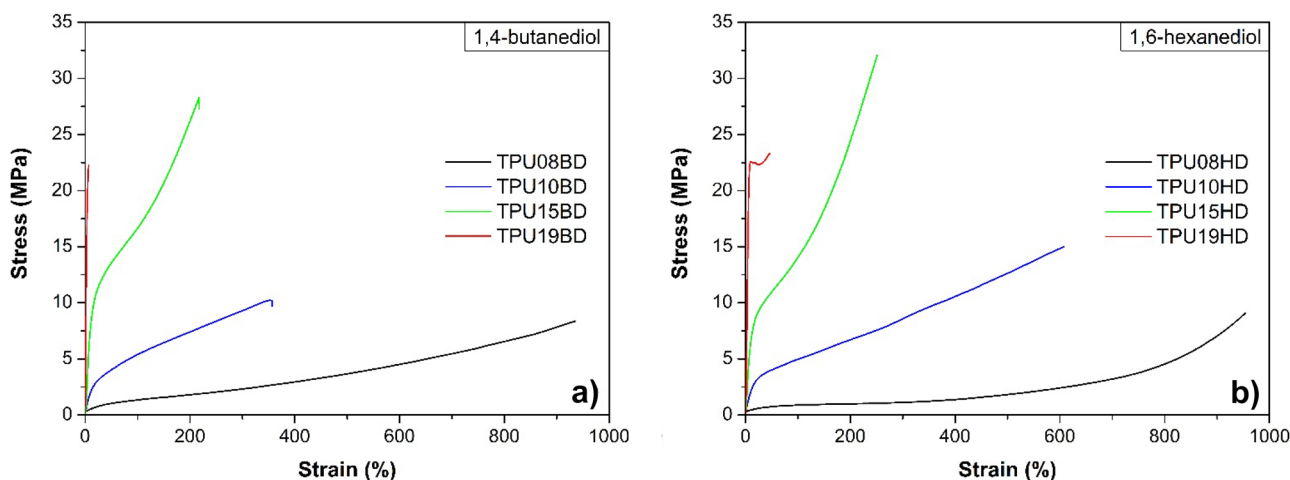 1,4-butanediol
35
30
25
20
15
10
5
0
Stress (MPa)
TPU08BD
TPU10BD
TPU15BD
TPU19BD
a)
0 200 400 600 800 1000
Strain (%)
1,6-hexanediol
35
30
25
20
15
10
5
0
Stress (MPa)
TPU08HD
TPU10HD
TPU15HD
TPU19HD
b)
0 200 400 600 800 1000
Strain (%)